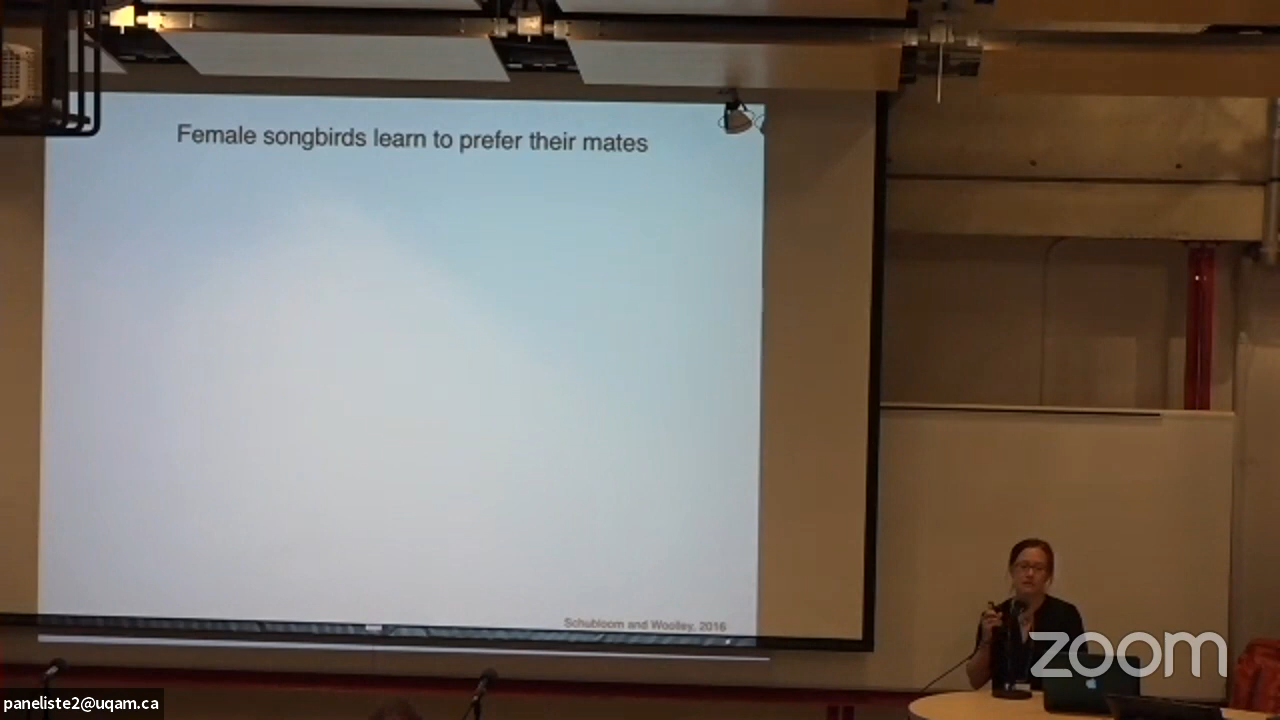 Female songbirds learn to prefer their mates
Schubloom and Woolley, 2016
zoom
paneliste2@uqam.ca